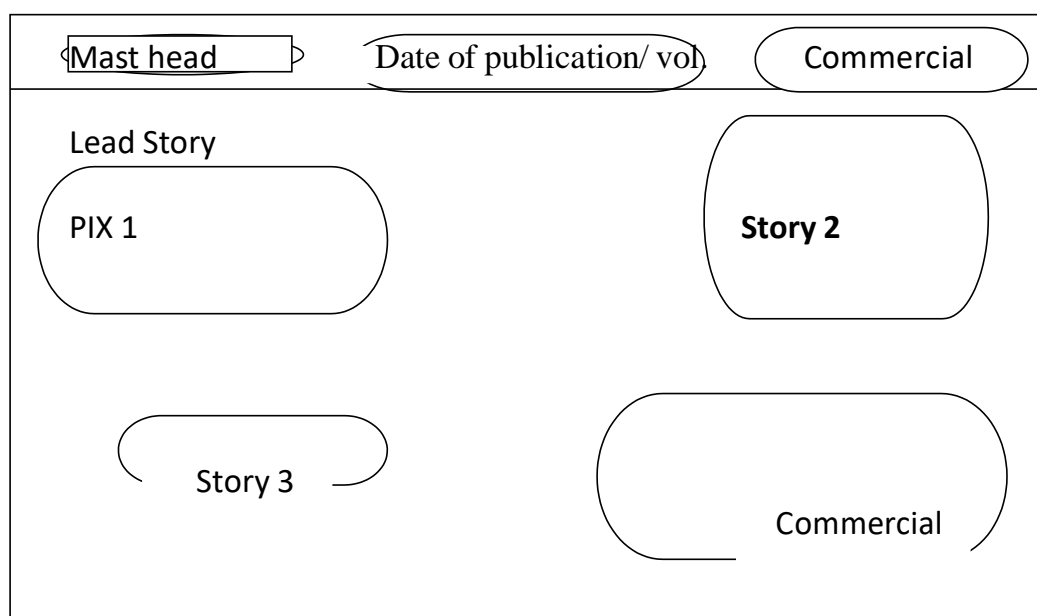 Mast head
Date of publication/ vol.
Commercial
Lead Story
PIX 1
Story 2
Story 3
Commercial